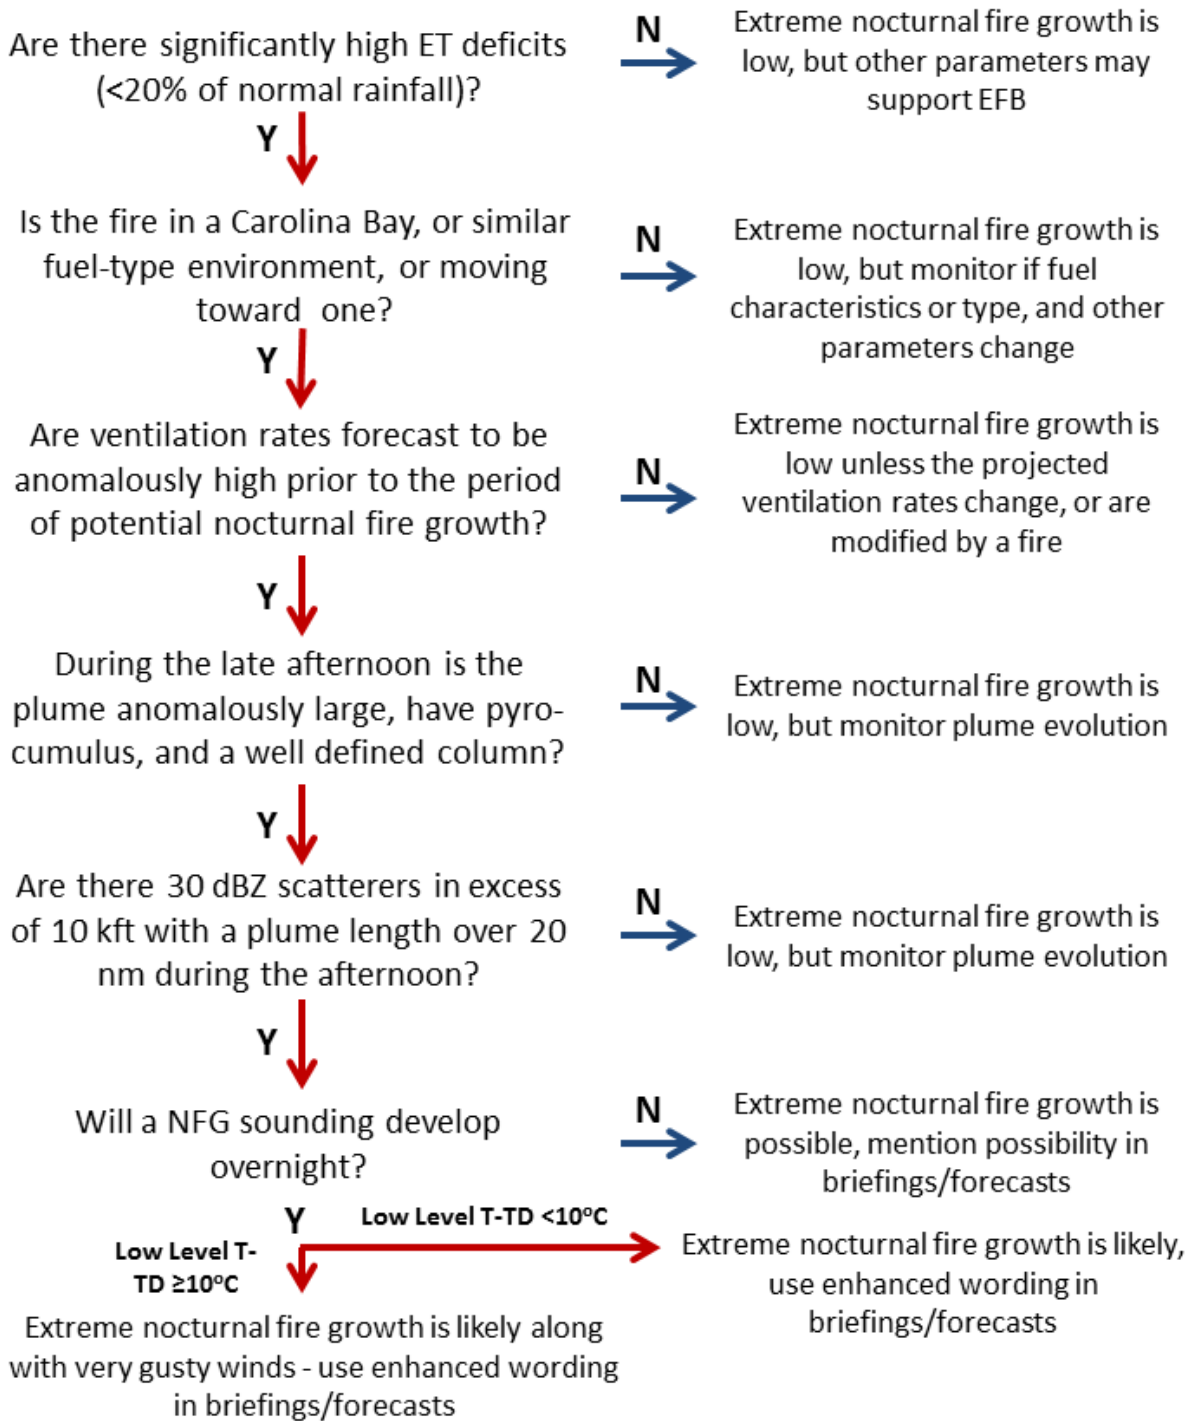 Are there significantly high ET deficits
(<20% of normal rainfall)?
N
Extreme nocturnal fire growth is
low, but other parameters may
support EFB
Y
Is the fire in a Carolina Bay, or similar
fuel-type environment, or moving
toward one?
N
Extreme nocturnal fire growth is
low, but monitor if fuel
characteristics or type, and other
parameters change
Y
Are ventilation rates forecast to be
anomalously high prior to the period
of potential nocturnal fire growth?
N
Extreme nocturnal fire growth is
low unless the projected
ventilation rates change, or are
modified by a fire
Y
During the late afternoon is the
plume anomalously large, have pyro-
cumulus, and a well defined column?
N
Extreme nocturnal fire growth is
low, but monitor plume evolution
Y
Are there 30 dBZ scatterers in excess
of 10 kft with a plume length over 20
nm during the afternoon?
N
Extreme nocturnal fire growth is
low, but monitor plume evolution
Y
Will a NFG sounding develop
overnight?
N
Extreme nocturnal fire growth is
possible, mention possibility in
briefings/forecasts
Y
Low Level T-TD <10°C
Extreme nocturnal fire growth is likely,
use enhanced wording in
briefings/forecasts
Low Level T-
TD ≥10°C
Extreme nocturnal fire growth is likely along
with very gusty winds - use enhanced wording
in briefings/forecasts